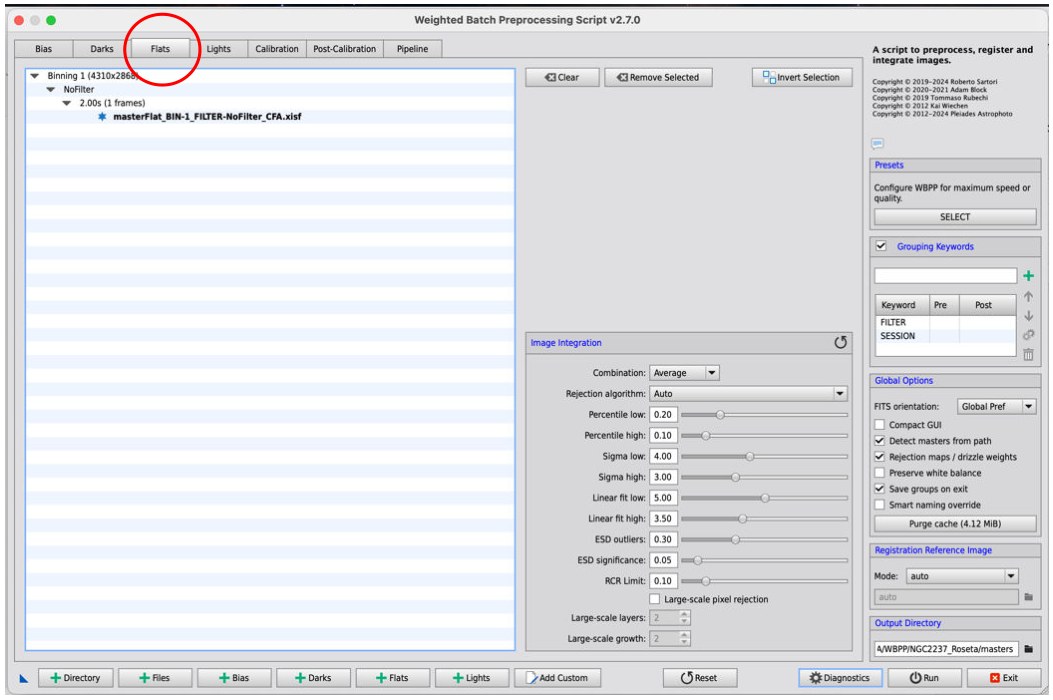 Weighted Batch Preprocessing Script v2.7.0
Bias Darks Flats Lights Calibration Post-Calibration Pipeline
Binning 1 (4310x2868)
NoFilter
2.00s (1 frames)
masterFlat_BIN-1_FILTER-NoFilter_CFA.xisf
Clear Remove Selected Invert Selection
Image Integration
Combination: Average
Rejection algorithm: Auto
Percentile low: 0.20
Percentile high: 0.10
Sigma low: 4.00
Sigma high: 3.00
Linear fit low: 5.00
Linear fit high: 3.50
ESD outliers: 0.30
ESD significance: 0.05
RCR Limit: 0.10
Large-scale pixel rejection
Large-scale layers: 2
Large-scale growth: 2
A script to preprocess, register and
integrate images.
Copyright © 2019-2024 Roberto Sartori
Copyright © 2020-2021 Adam Block
Copyright © 2019 Tommaso Rubechi
Copyright © 2012 Kai Wiechen
Copyright © 2012-2024 Pleiades Astrophoto
Presets
Configure WBPP for maximum speed or
quality.
SELECT
Grouping Keywords
Keyword Pre Post
FILTER
SESSION
Global Options
FITS orientation: Global Pref
Compact GUI
Detect masters from path
Rejection maps / drizzle weights
Preserve white balance
Save groups on exit
Smart naming override
Purge cache (4.12 MiB)
Registration Reference Image
Mode: auto
auto
Output Directory
4/WBPP/NGC2237_Roseta/masters
Directory Files Bias Darks Flats Lights Add Custom Reset Diagnostics Run Exit